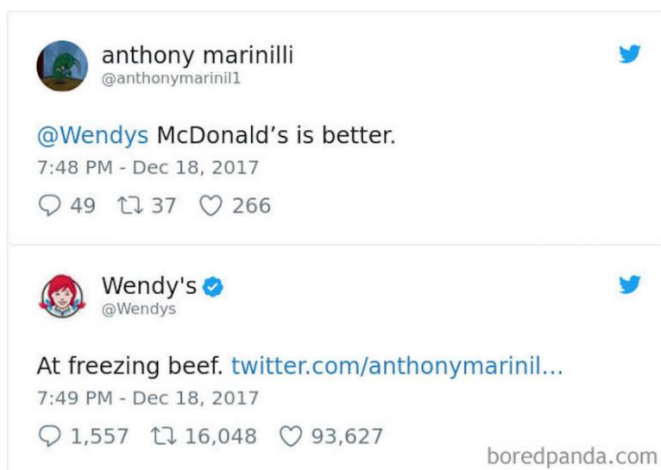 anthony marinilli
@anthonymarinil1
@Wendys McDonald's is better.
7:48 PM - Dec 18, 2017
49 37 266
Wendy's
@Wendys
At freezing beef. twitter.com/anthonymarinil...
7:49 PM - Dec 18, 2017
1,557 16,048 93,627
boredpanda.com